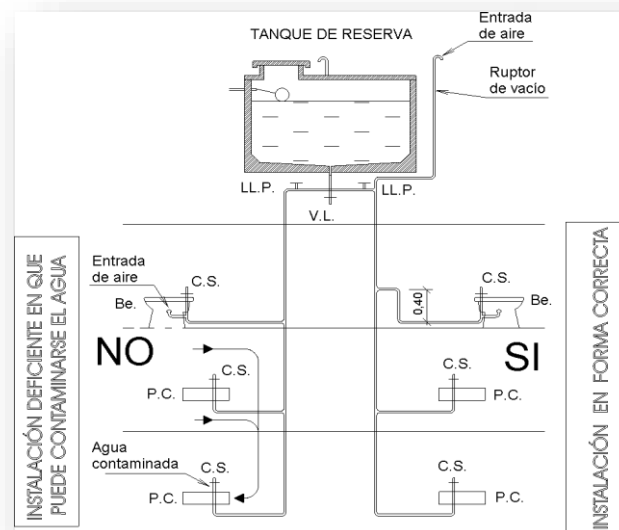 TANQUE DE RESERVA
Entrada
de aire
Ruptor
de vacío
LL.P.
LL.P.
V.L.
INSTALACIÓN DEFICIENTE EN QUE
PUEDE CONTAMINARSE EL AGUA
Entrada
de aire
C.S.
Be.
0,40
C.S.
Be.
NO
SI
C.S.
P.C.
C.S.
P.C.
Agua
contaminada
C.S.
P.C.
C.S.
P.C.
INSTALACIÓN EN FORMA CORRECTA